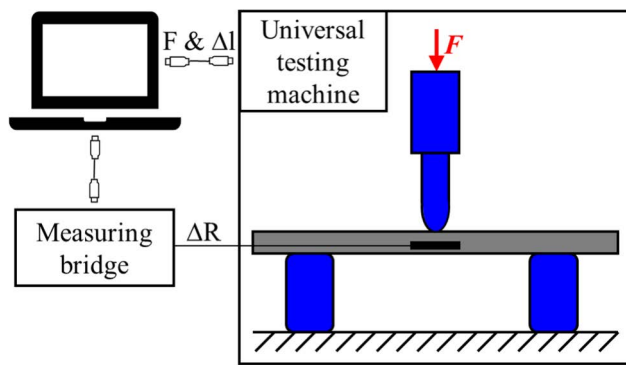 F & Δl
Universal
testing
machine
F
Measuring
bridge
ΔR